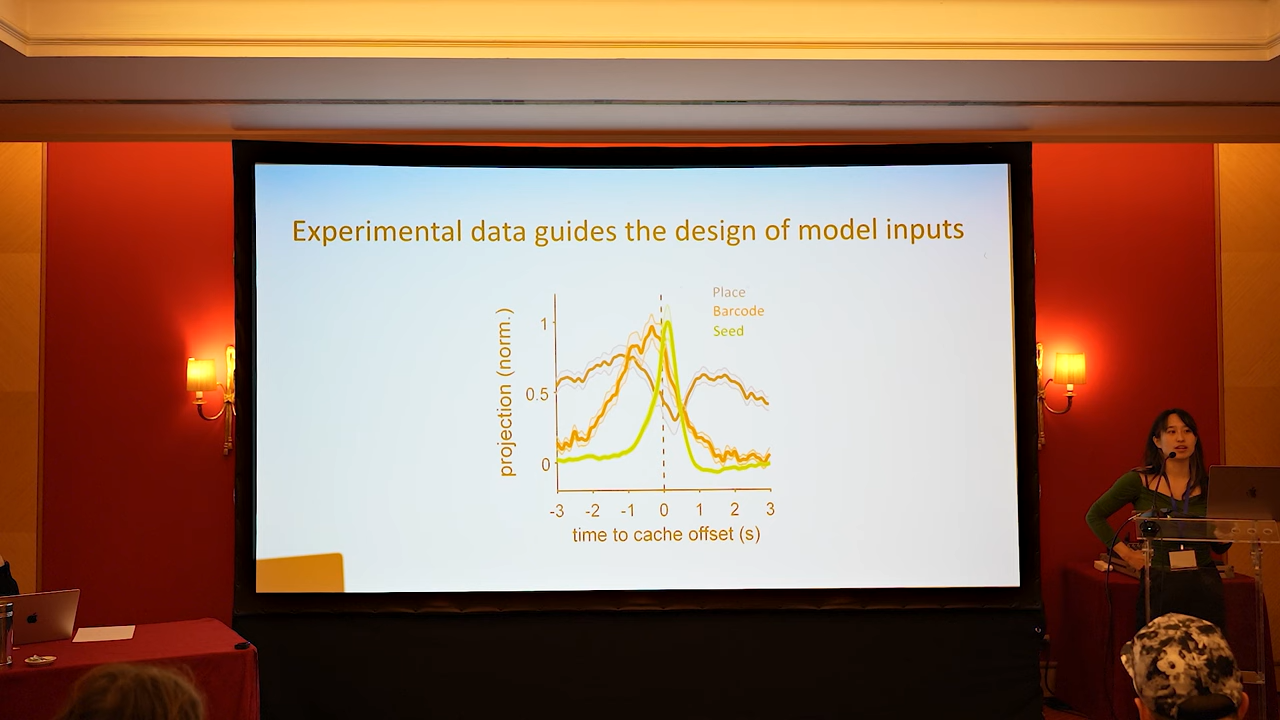 Experimental data guides the design of model inputs
Place
Barcode
Seed
projection (norm.)
1
0.5
0
-3 -2 -1 0 1 2 3
time to cache offset (s)